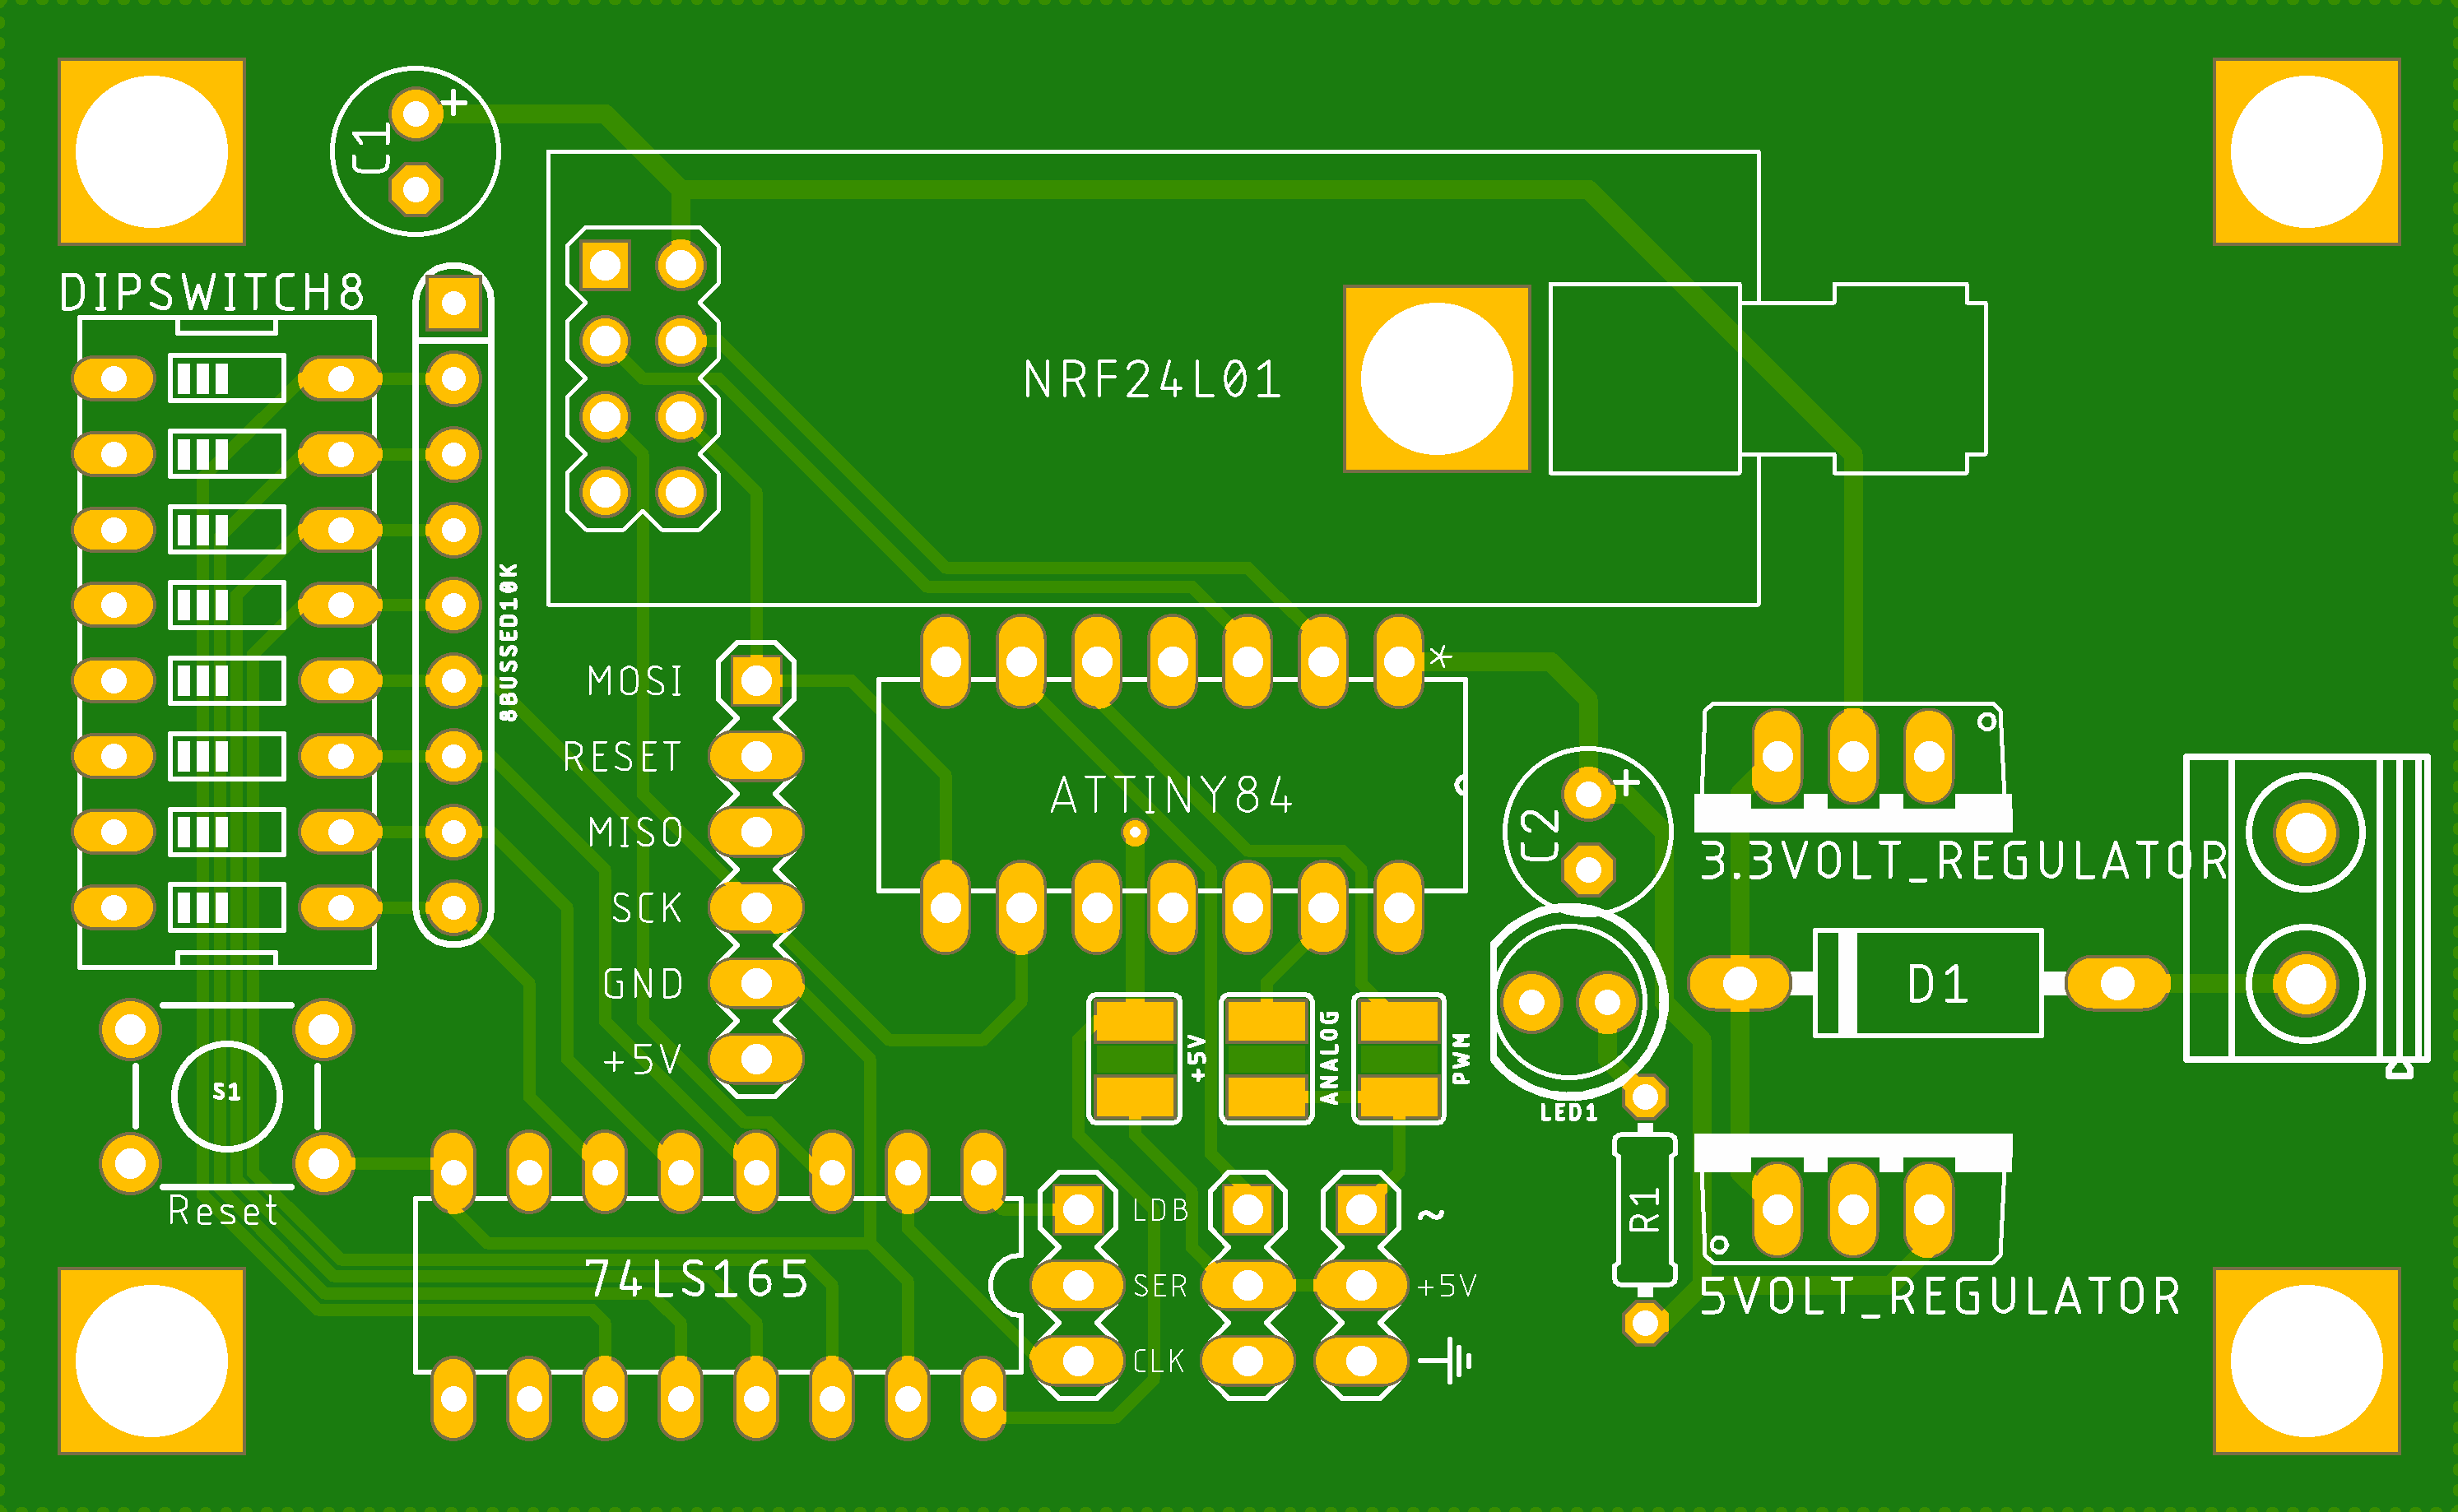 C1
+
DIPSWITCH8
NRF24L01
8BUSSED10K
MOSI
*
RESET
ATTINY84
+
MISO
C2
3.3VOLT_REGULATOR
SCK
GND
D1
+5V
+5V
ANALOG
PWM
S1
LED1
Reset
LDB
~
R1
74LS165
SER
+5V
5VOLT_REGULATOR
CLK